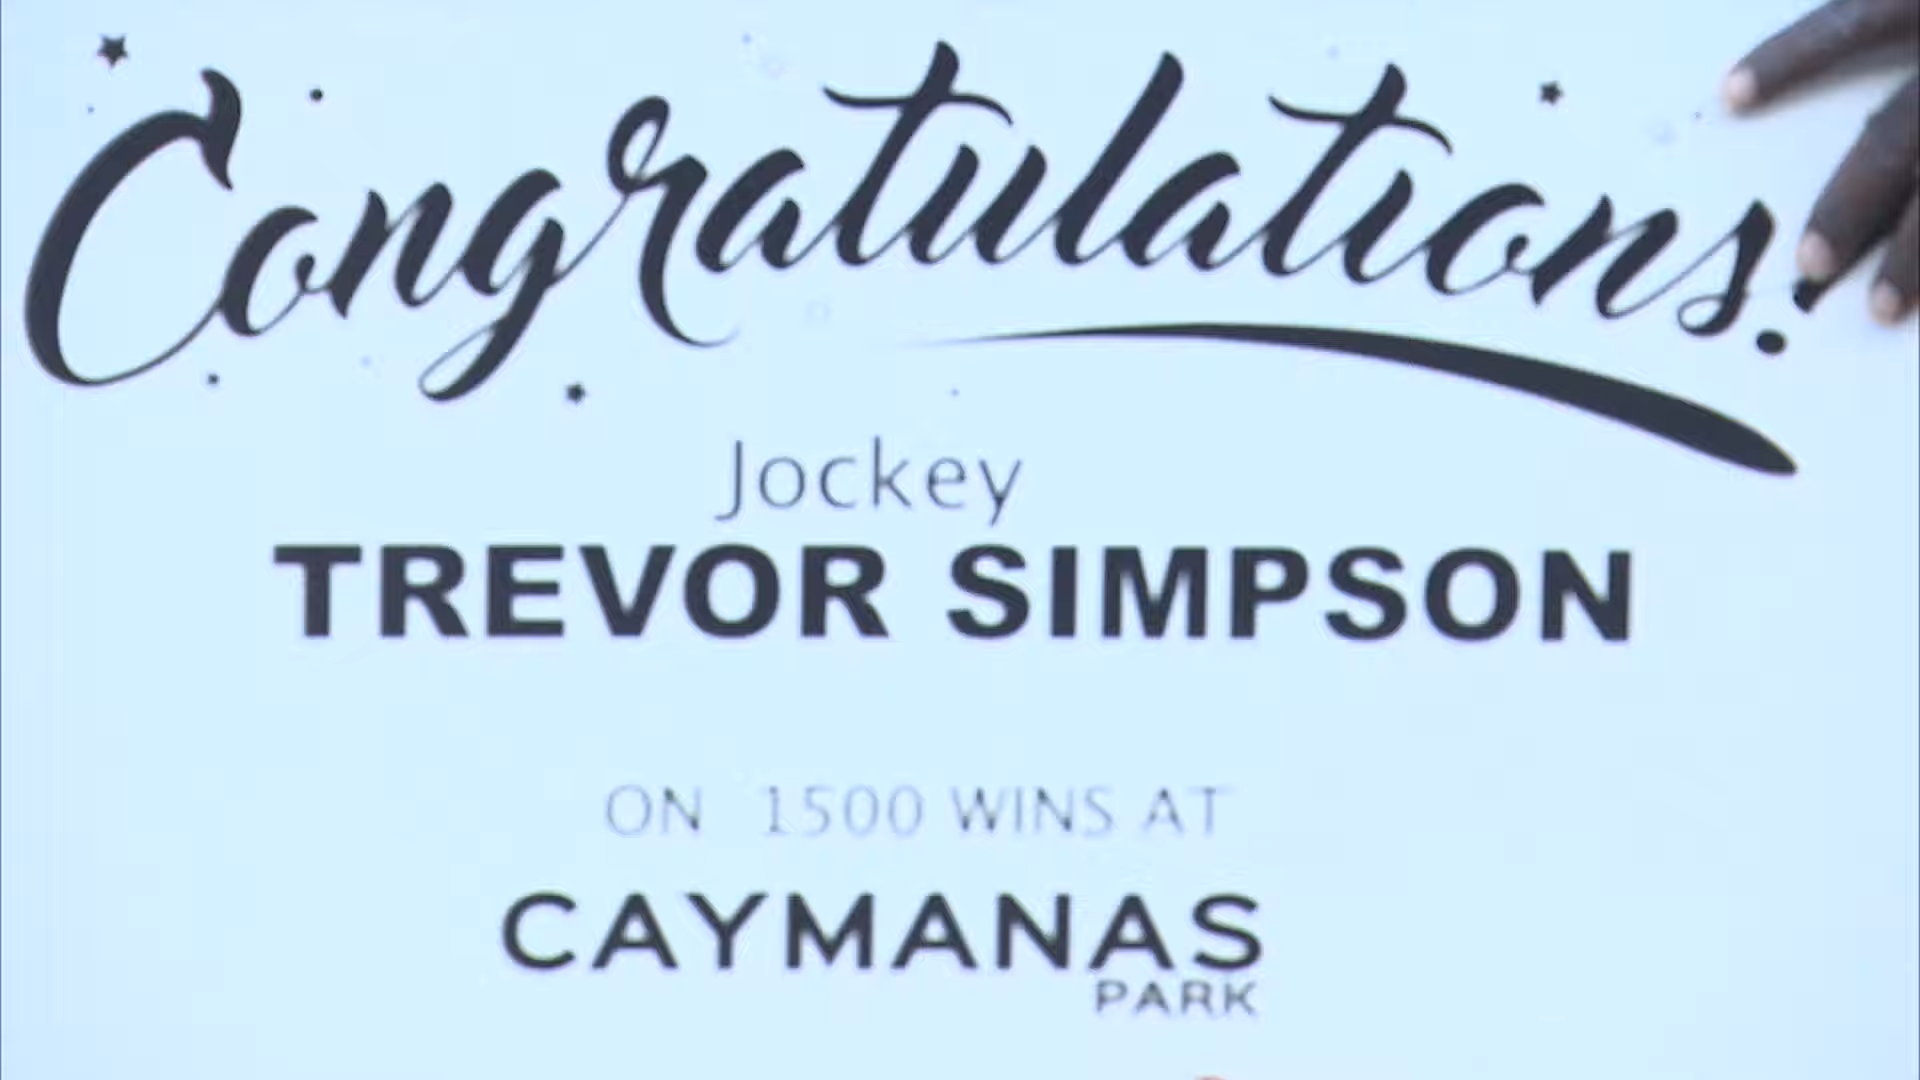 Congratulations!
Jockey
TREVOR SIMPSON
ON 1500 WINS AT
CAYMANAS
PARK